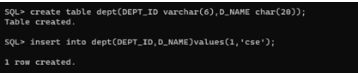 SQL> create table dept(DEPT_ID varchar(6),D_NAME char(20));
Table created.
SQL> insert into dept(DEPT_ID,D_NAME)values(1,'cse');
1 row created.